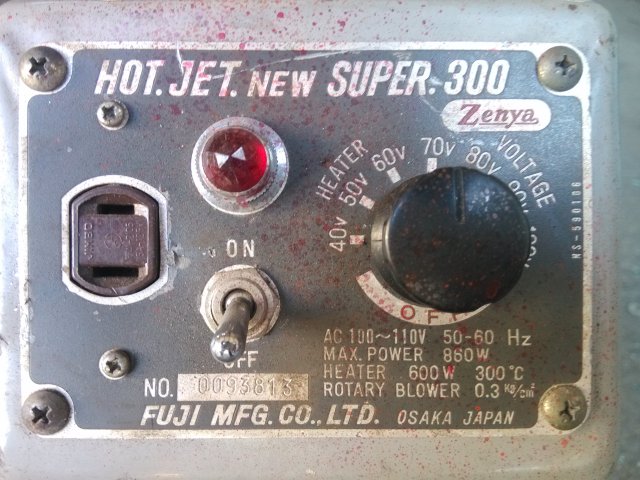 HOT. JET. NEW SUPER. 300
Zenya
HEATER VOLTAGE
40V 50V 60V 70V 80V
OFF
ON
OFF
NS-590106
AC 100~110V 50-60 Hz
MAX. POWER 860W
HEATER 600W 300°C
ROTARY BLOWER 0.3 Kg/cm²
NO. 0093813
FUJI MFG. CO., LTD. OSAKA JAPAN